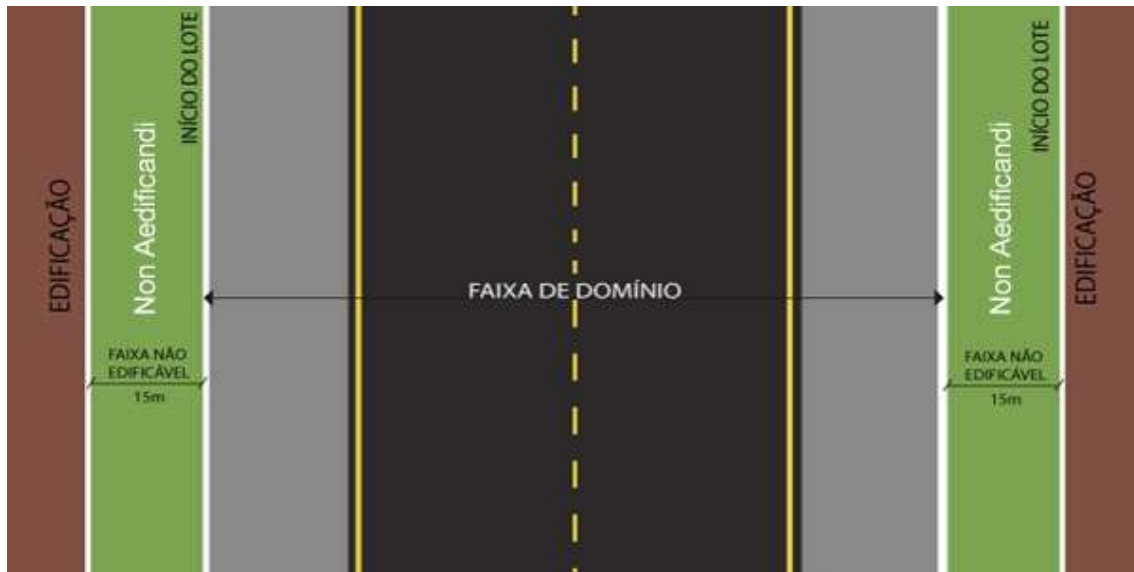 EDIFICAÇÃO
Non Aedificandi
INÍCIO DO LOTE
FAIXA NÃO
EDIFICÁVEL
15m
FAIXA DE DOMÍNIO
Non Aedificandi
INÍCIO DO LOTE
FAIXA NÃO
EDIFICÁVEL
15m
EDIFICAÇÃO